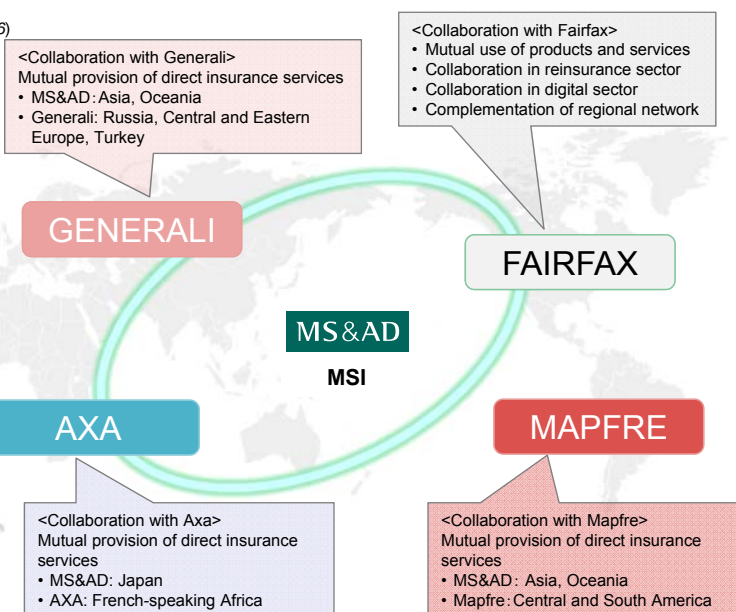 6)
<Collaboration with Generali>
Mutual provision of direct insurance services
• MS&AD：Asia, Oceania
• Generali: Russia, Central and Eastern
Europe, Turkey
<Collaboration with Fairfax>
• Mutual use of products and services
• Collaboration in reinsurance sector
• Collaboration in digital sector
• Complementation of regional network
GENERALI
FAIRFAX
MS&AD
MSI
AXA
MAPFRE
<Collaboration with Axa>
Mutual provision of direct insurance
services
• MS&AD: Japan
• AXA: French-speaking Africa
<Collaboration with Mapfre>
Mutual provision of direct insurance
services
• MS&AD： Asia, Oceania
• Mapfre：Central and South America